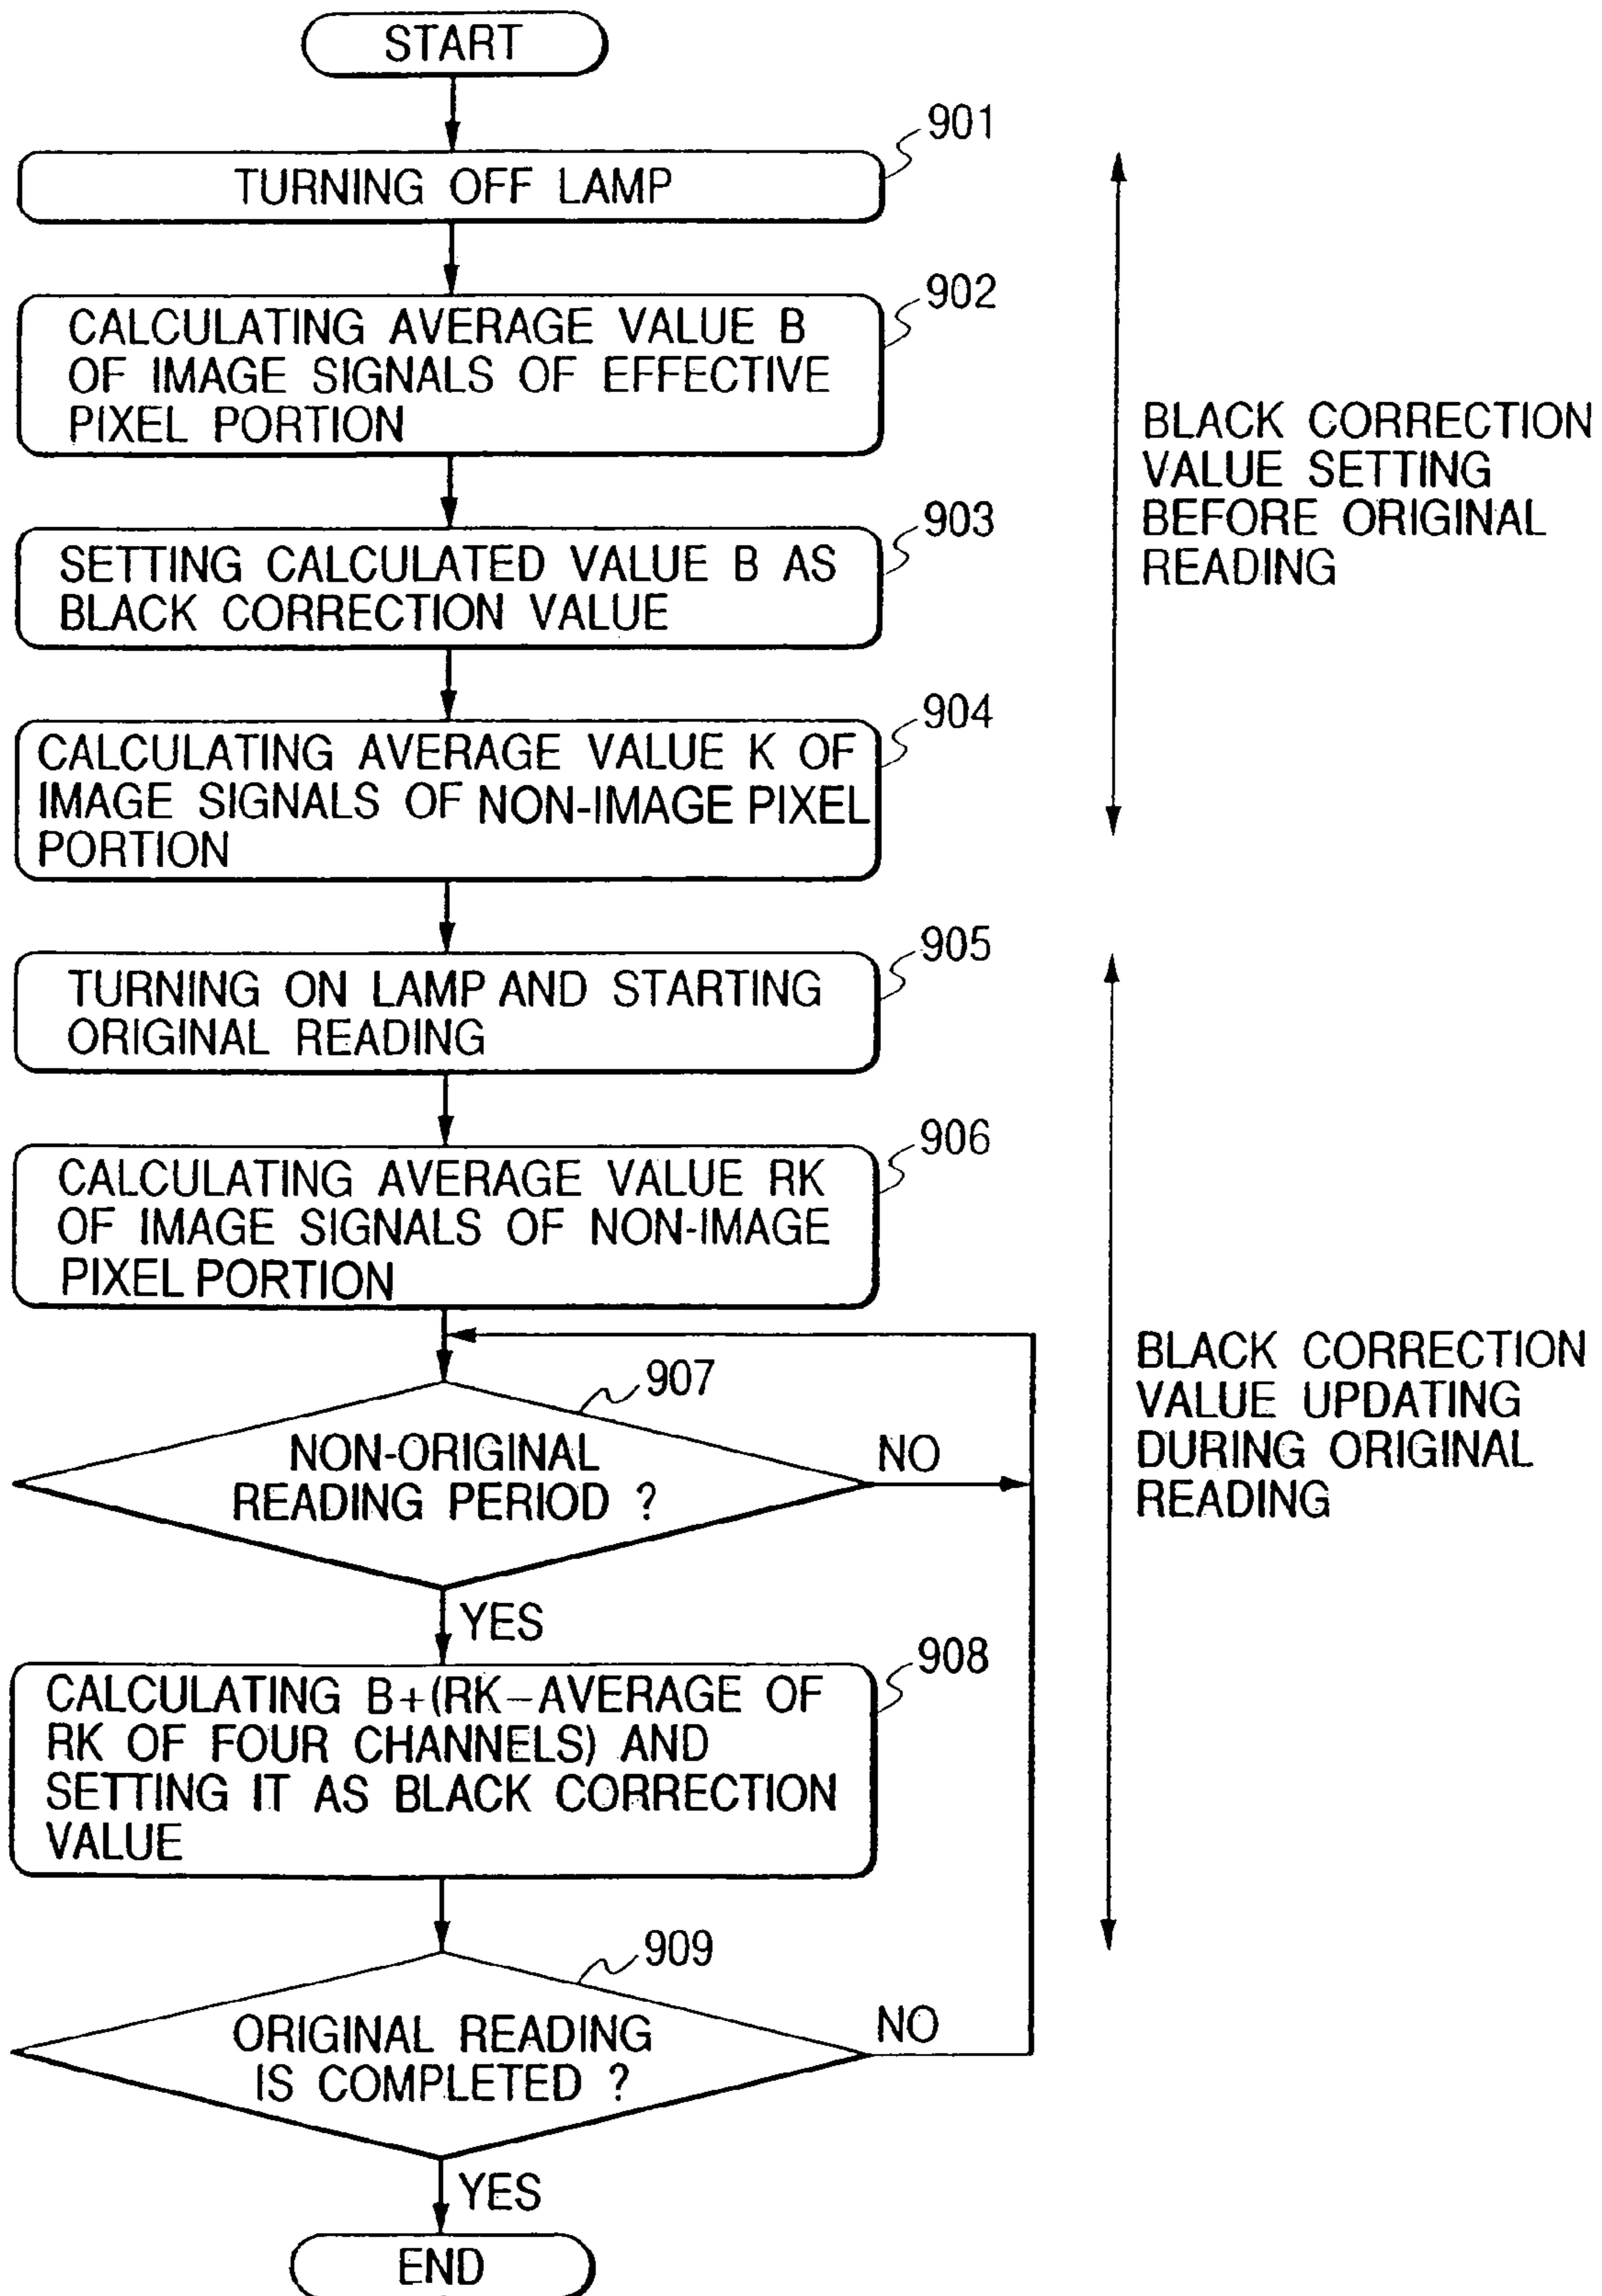 START
901
TURNING OFF LAMP
902
CALCULATING AVERAGE VALUE B
OF IMAGE SIGNALS OF EFFECTIVE
PIXEL PORTION
903
SETTING CALCULATED VALUE B AS
BLACK CORRECTION VALUE
904
CALCULATING AVERAGE VALUE K OF
IMAGE SIGNALS OF NON-IMAGE PIXEL
PORTION
BLACK CORRECTION
VALUE SETTING
BEFORE ORIGINAL
READING
905
TURNING ON LAMP AND STARTING
ORIGINAL READING
906
CALCULATING AVERAGE VALUE RK
OF IMAGE SIGNALS OF NON-IMAGE
PIXEL PORTION
907
NON-ORIGINAL
READING PERIOD ?
NO
YES
908
CALCULATING B+(RK-AVERAGE OF
RK OF FOUR CHANNELS) AND
SETTING IT AS BLACK CORRECTION
VALUE
BLACK CORRECTION
VALUE UPDATING
DURING ORIGINAL
READING
909
ORIGINAL READING
IS COMPLETED ?
NO
YES
END